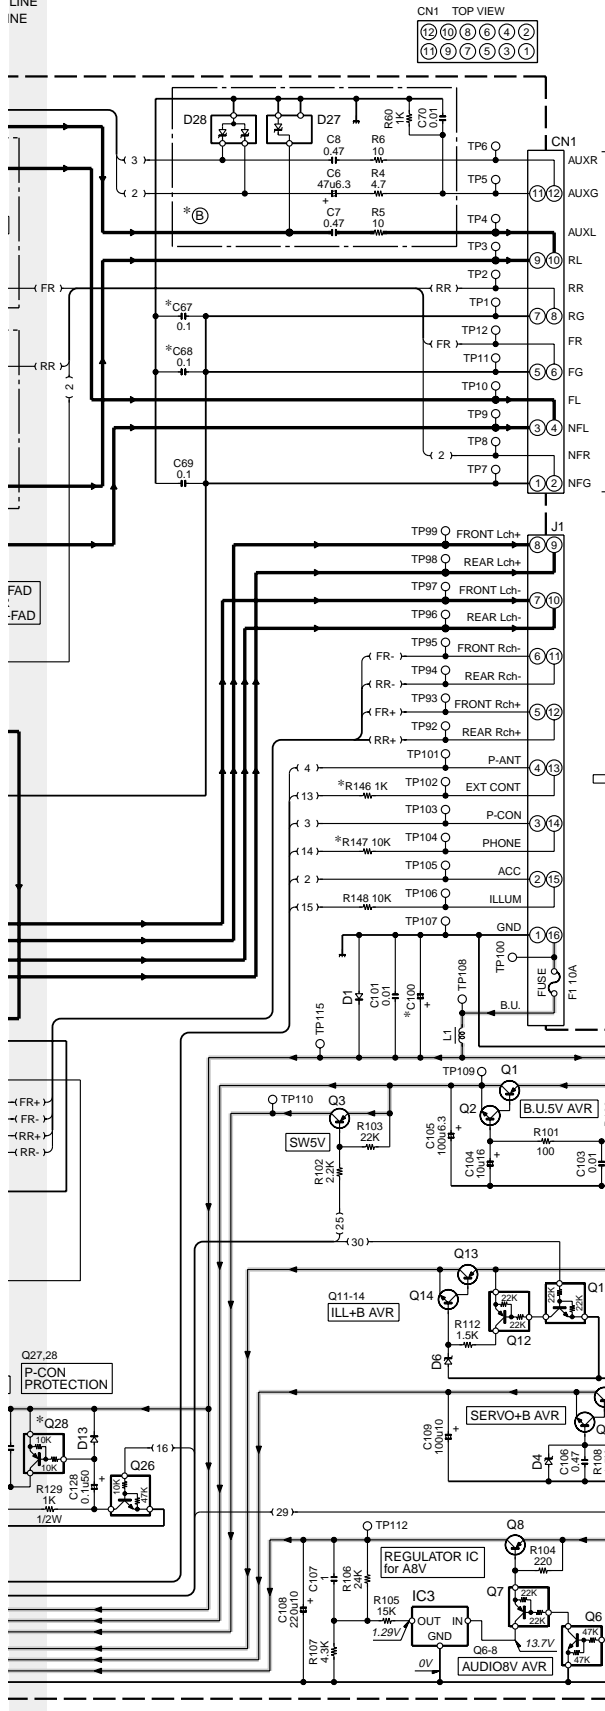 LINE
INE
CN1 TOP VIEW
12 10 8 6 4 2
11 9 7 5 3 1
D28
D27
R60
1K
C70
0.01
CN1
C8
0.47
R6
10
TP6
AUXR
3
C6
47u6.3
+
R4
4.7
TP5
11 12
AUXG
2
*B
C7
0.47
R5
10
TP4
AUXL
TP3
9 10
RL
FR
RR
TP2
RR
*C67
0.1
TP1
7 8
RG
FR
TP12
FR
*C68
0.1
TP11
5 6
FG
RR
2
TP10
FL
TP9
3 4
NFL
TP8
2
NFR
C69
0.1
TP7
1 2
NFG
J1
TP99
FRONT Lch+
8 9
TP98
REAR Lch+
FAD
-FAD
TP97
FRONT Lch-
7 10
TP96
REAR Lch-
FR-
TP95
FRONT Rch-
6 11
RR-
TP94
REAR Rch-
FR+
TP93
FRONT Rch+
5 12
RR+
TP92
REAR Rch+
4
TP101
P-ANT
4 13
13
*R146 1K
TP102
EXT CONT
3
TP103
P-CON
3 14
14
*R147 10K
TP104
PHONE
2
TP105
ACC
2 15
15
R148 10K
TP106
ILLUM
TP107
GND
1 16
TP100
D1
C101
0.01
*C100
+
TP108
FUSE
F1 10A
B.U.
TP115
L1
TP109
Q1
FR+
FR-
RR+
RR-
TP110
Q3
Q2
B.U.5V AVR
SW5V
R103
22K
C105
100u6.3
+
R101
100
R102
2.2K
C104
10u16
+
C103
0.01
25
30
Q13
Q11-14
ILL+B AVR
Q14
22K
22K
Q12
22K
22K
Q1
R112
1.5K
D6
Q27,28
P-CON
PROTECTION
*Q28
10K
10K
D13
16
Q26
10K
47K
C128
0.1u50
+
R129
1K
1/2W
C109
100u10
+
SERVO+B AVR
Q
D4
C106
0.47
R108
29
TP112
Q8
REGULATOR IC
for A8V
R104
220
C108
220u10
+
C107
1
R106
24K
R105
15K
1.29V
IC3
OUT IN
GND
Q7
22K
22K
Q6
47K
47K
R107
4.3K
0V
Q6-8
13.7V
AUDIO8V AVR